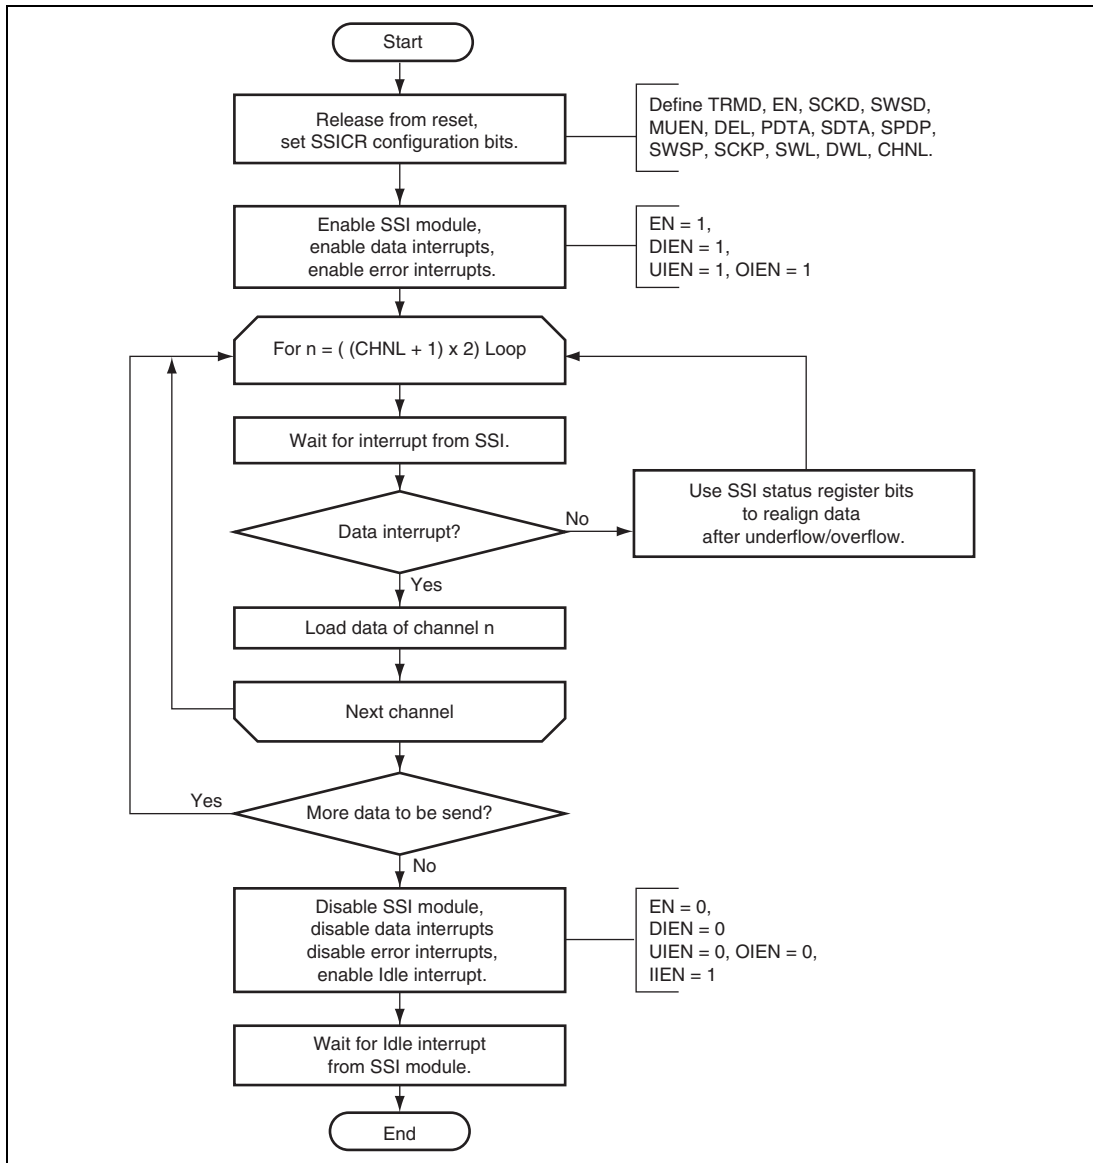 Start
Release from reset,
set SSICR configuration bits.
Define TRMD, EN, SCKD, SWSD,
MUEN, DEL, PDTA, SDTA, SPDP,
SWSP, SCKP, SWL, DWL, CHNL.
Enable SSI module,
enable data interrupts,
enable error interrupts.
EN = 1,
DIEN = 1,
UIEN = 1, OIEN = 1
For n = ( (CHNL + 1) x 2) Loop
Wait for interrupt from SSI.
Data interrupt?
No
Use SSI status register bits
to realign data
after underflow/overflow.
Yes
Load data of channel n
Next channel
Yes
More data to be send?
No
Disable SSI module,
disable data interrupts
disable error interrupts,
enable Idle interrupt.
EN = 0,
DIEN = 0
UIEN = 0, OIEN = 0,
IIEN = 1
Wait for Idle interrupt
from SSI module.
End